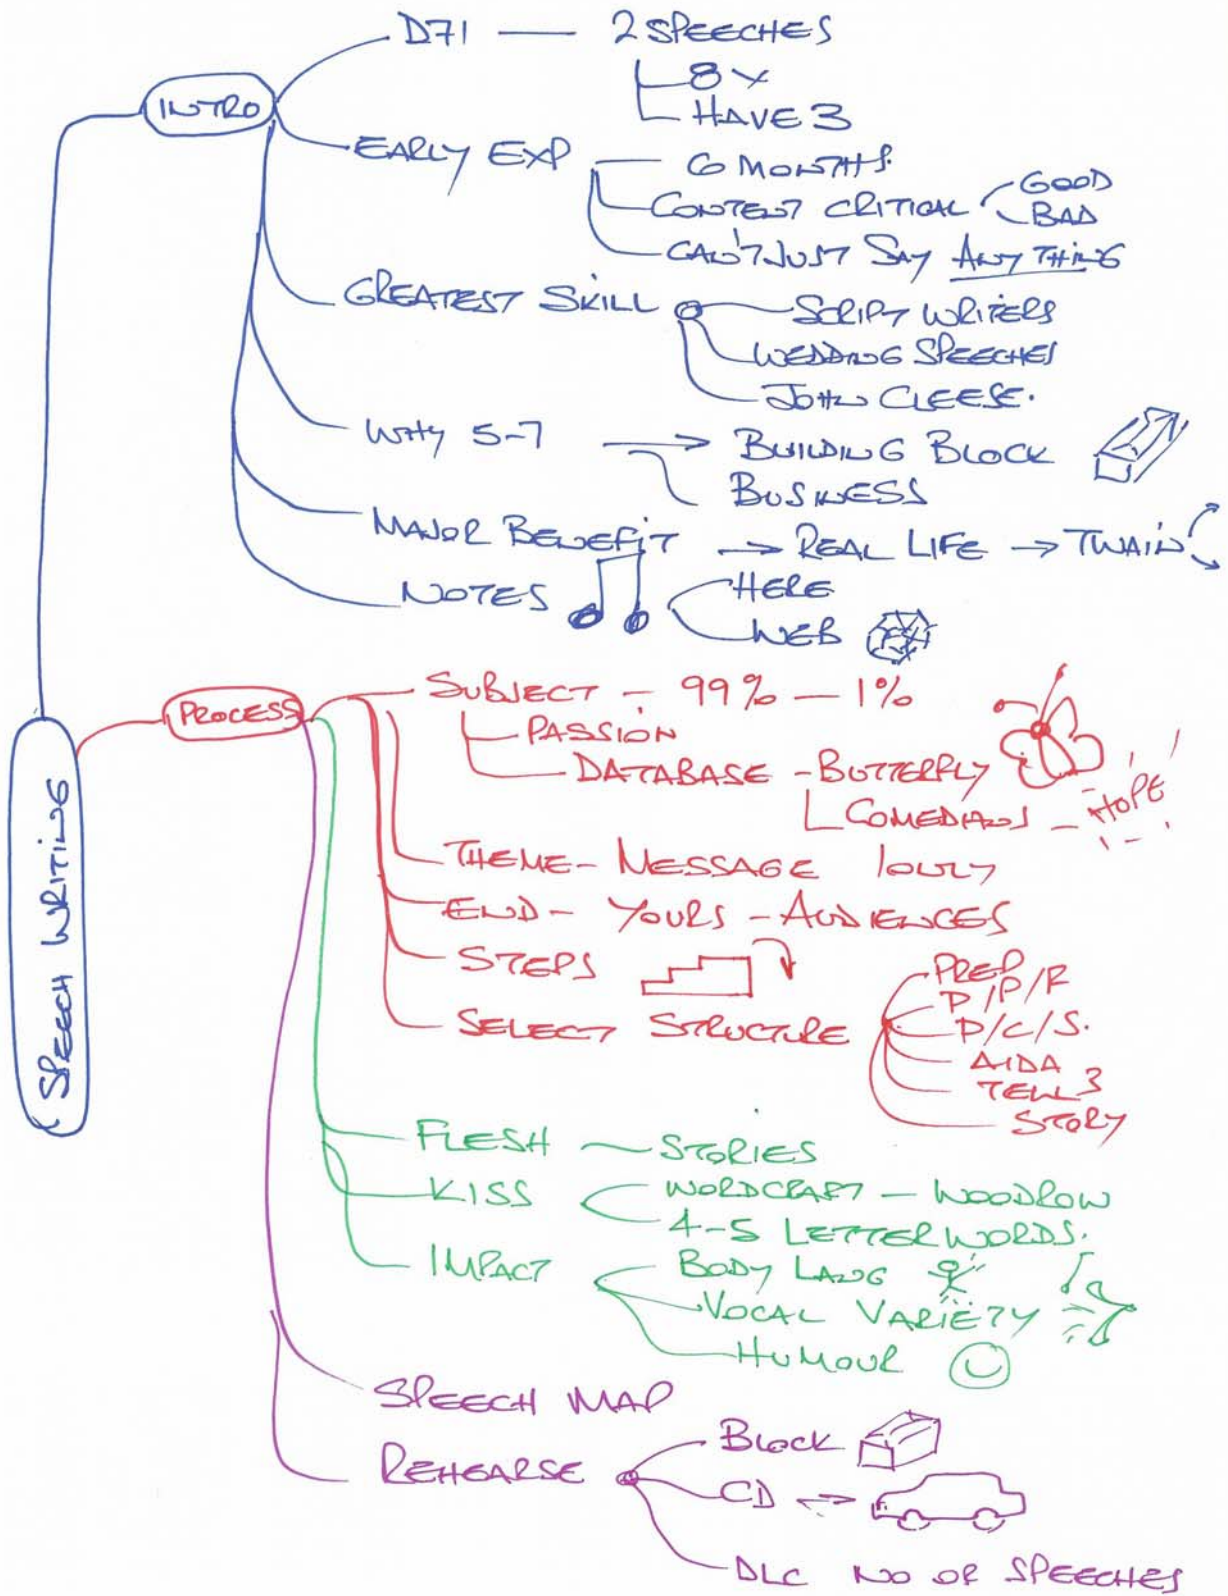 D71 — 2 SPEECHES
8 X
HAVE 3
INTRO
EARLY EXP
6 MONTHS.
CONTENT CRITICAL
GOOD
BAD
CAN'T JUST SAY ANYTHING
GREATEST SKILL
SCRIPT WRITERS
WEDDING SPEECHES
JOHN CLEESE.
WHY 5-7 → BUILDING BLOCK
BUSINESS
MAJOR BENEFIT → REAL LIFE → TWAIN
NOTES
HERE
WEB
SPEECH WRITING
PROCESS
SUBJECT - 99% - 1%
PASSION
DATABASE - BUTTERFLY
COMEDIANS - HOPE
THEME - MESSAGE 1 ONLY
END - YOURS - AUDIENCES
STEPS
SELECT STRUCTURE
PREP
P/P/F
P/C/S.
AIDA
TELL 3
STORY
FLESH ~ STORIES
KISS
WORDCRAFT - WOODROW
4-5 LETTER WORDS.
IMPACT
BODY LANG
VOCAL VARIETY
HUMOUR
SPEECH MAP
REHEARSE
BLOCK
CD
DLC NO OF SPEECHES